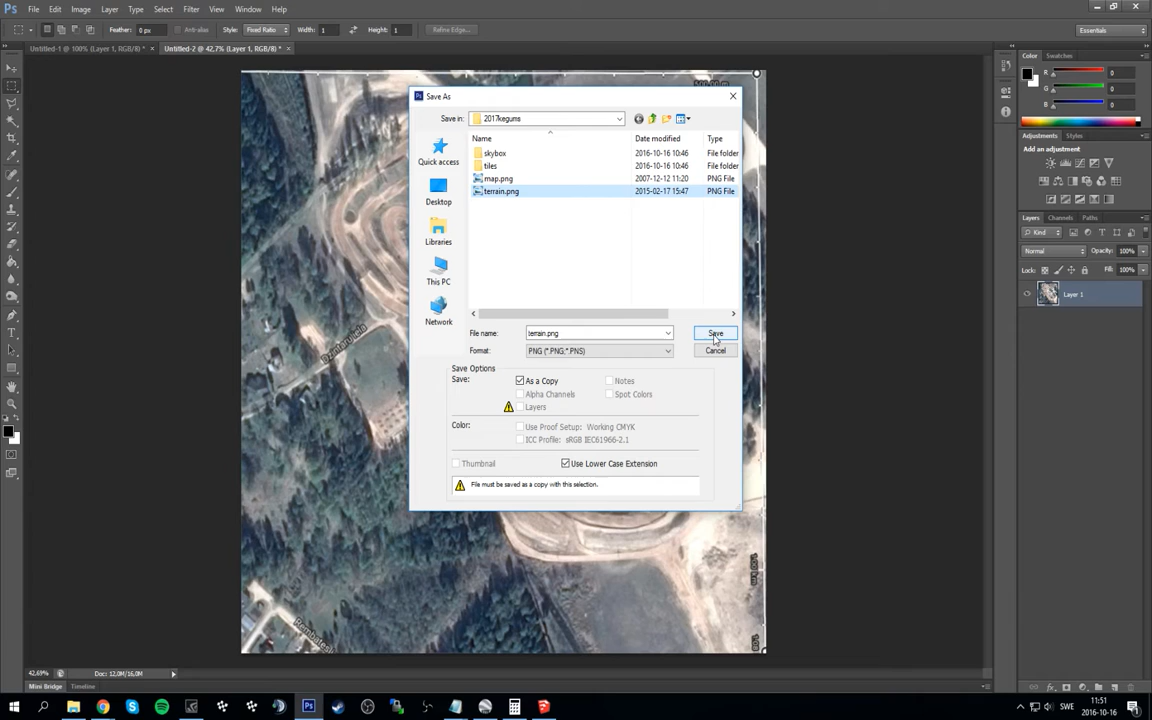 Ps File Edit Image Layer Type Select Filter View Window Help
Feather: 0 px Anti-alias Style: Fixed Ratio Width: 1 Height: 1 Refine Edge... Essentials
Untitled-1 @ 100% (Layer 1, RGB/8) * × Untitled-2 @ 42,7% (Layer 1, RGB/8) * ×
Color Swatches
R 0
G 0
B 0
Adjustments Styles
Add an adjustment
Layers Channels Paths
Kind
Normal Opacity: 100%
Lock: Fill: 100%
Layer 1
Save As
Save in: 2017kegums
Name Date modified Type
skybox 2016-10-16 10:46 File folder
tiles 2016-10-16 10:46 File folder
map.png 2007-12-12 11:20 PNG File
terrain.png 2015-02-17 15:47 PNG File
Quick access
Desktop
Libraries
This PC
Network
File name: terrain.png Save
Format: PNG (*.PNG;*.PNS) Cancel
Save Options
Save: As a Copy Notes
Alpha Channels Spot Colors
Layers
Color: Use Proof Setup: Working CMYK
ICC Profile: sRGB IEC61966-2.1
Thumbnail Use Lower Case Extension
File must be saved as a copy with this selection.
42,69% Doc: 12,0M/16,0M
Mini Bridge Timeline
SWE 11:51
2016-10-16